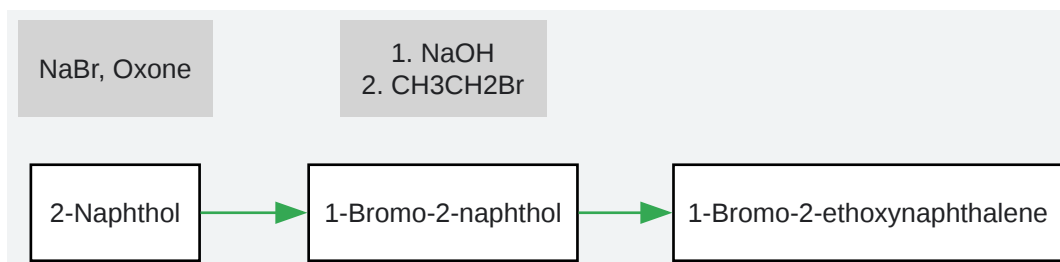 NaBr, Oxone
1. NaOH
2. CH3CH2Br
2-Naphthol
1-Bromo-2-naphthol
1-Bromo-2-ethoxynaphthalene